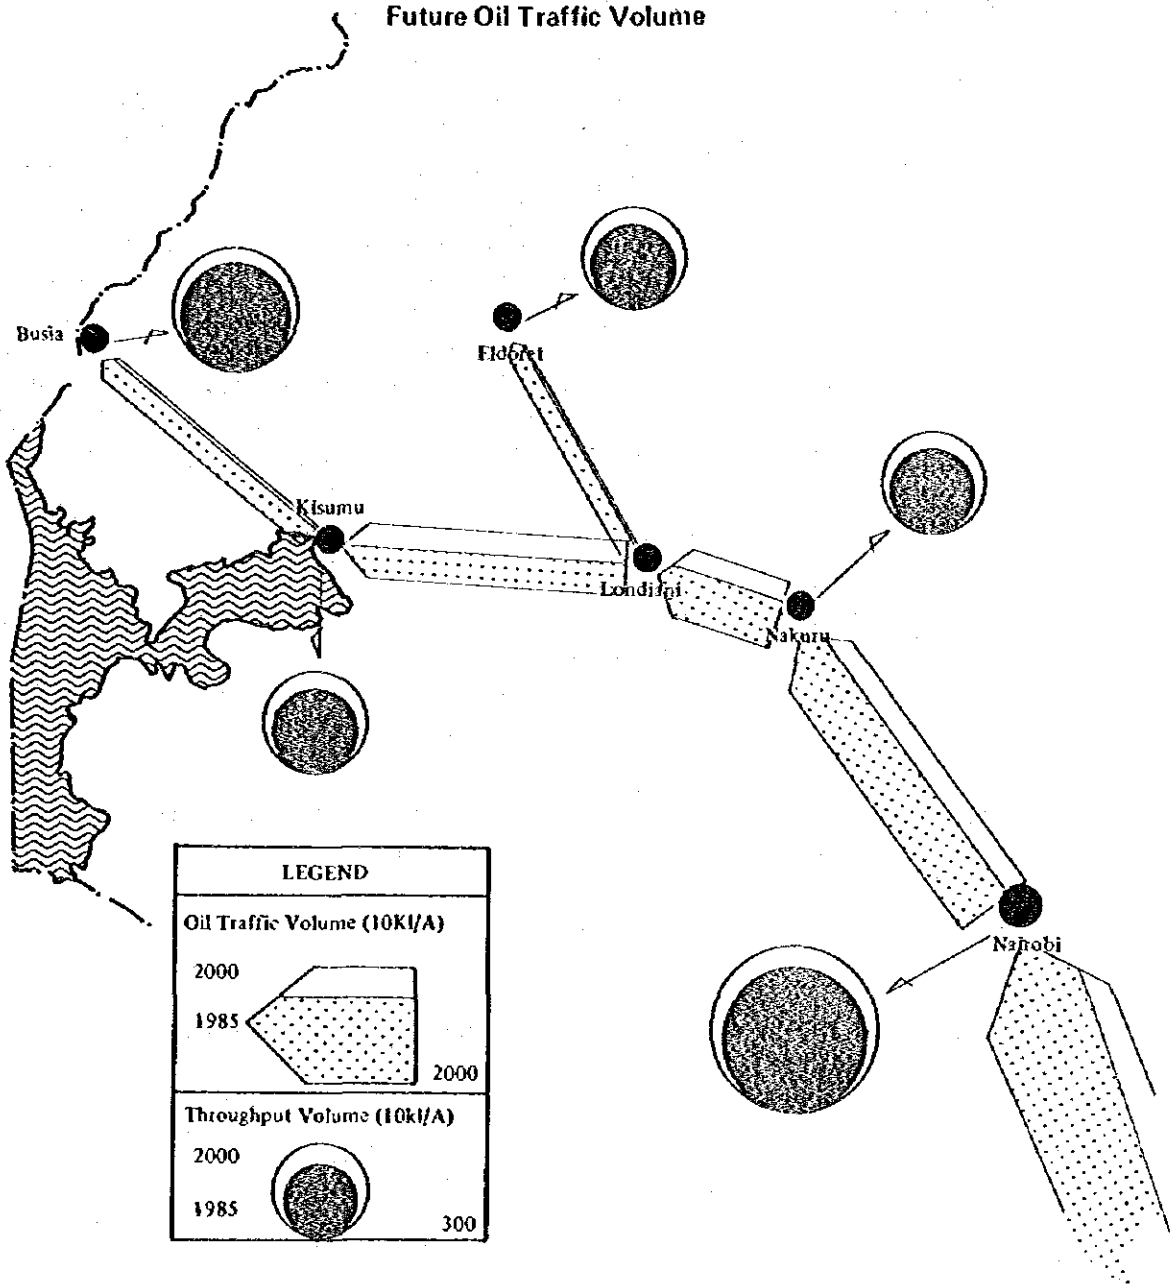 Future Oil Traffic Volume
Busia
Eldoret
Kisumu
Londiani
Nakuru
Nairobi
LEGEND
Oil Traffic Volume (10Kl/A)
2000
1985
2000
Throughput Volume (10kl/A)
2000
1985
300